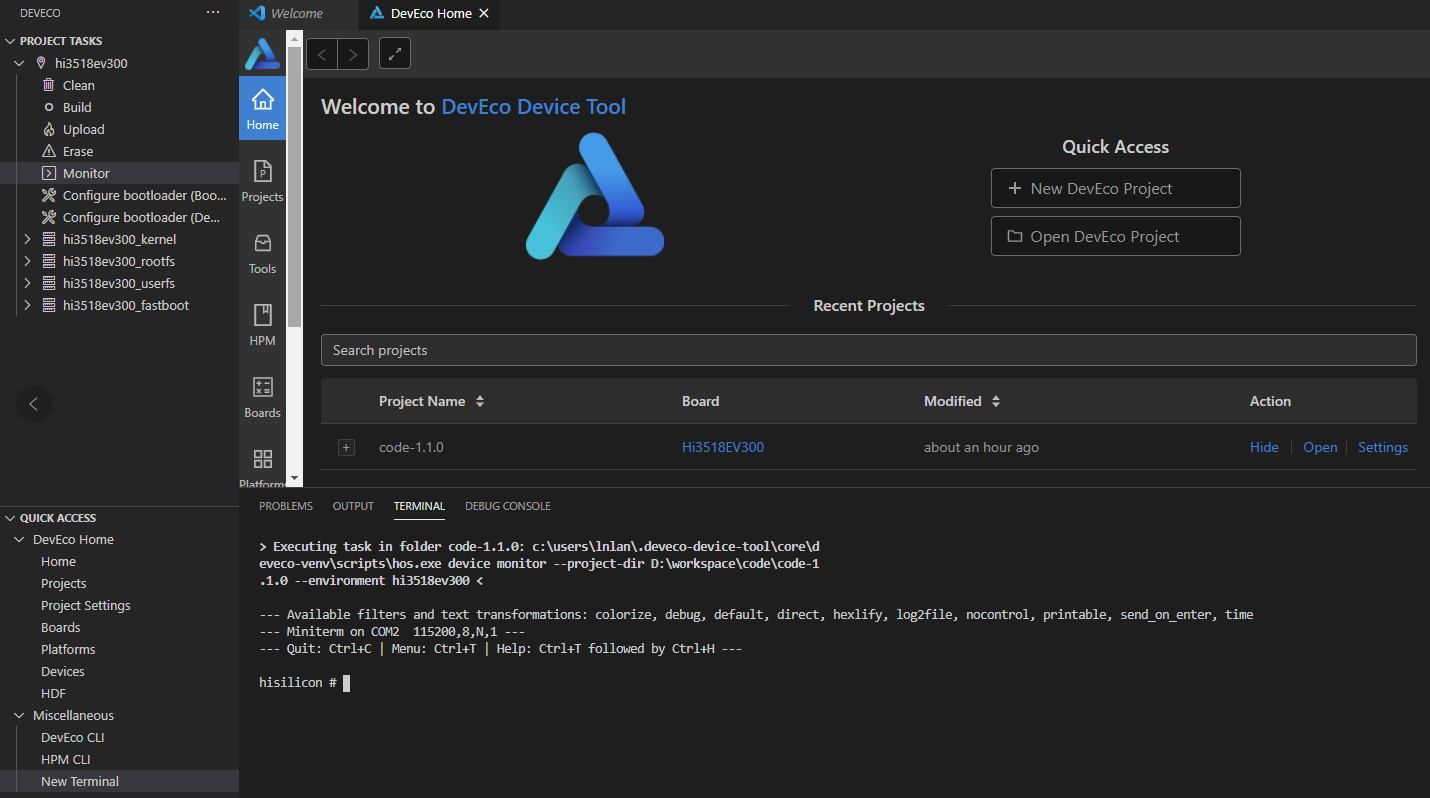 DEVECO
···
PROJECT TASKS
hi3518ev300
Clean
Build
Upload
Erase
Monitor
Configure bootloader (Boo...
Configure bootloader (De...
hi3518ev300_kernel
hi3518ev300_rootfs
hi3518ev300_userfs
hi3518ev300_fastboot
QUICK ACCESS
DevEco Home
Home
Projects
Project Settings
Boards
Platforms
Devices
HDF
Miscellaneous
DevEco CLI
HPM CLI
New Terminal
Welcome
DevEco Home
Home
Projects
Tools
HPM
Boards
Platforms
Welcome to DevEco Device Tool
Quick Access
New DevEco Project
Open DevEco Project
Recent Projects
Search projects
Project Name Board Modified Action
code-1.1.0 Hi3518EV300 about an hour ago Hide Open Settings
PROBLEMS OUTPUT TERMINAL DEBUG CONSOLE
> Executing task in folder code-1.1.0: c:\users\lnlan\.deveco-device-tool\core\d
eveco-venv\scripts\hos.exe device monitor --project-dir D:\workspace\code\code-1
.1.0 --environment hi3518ev300 <
--- Available filters and text transformations: colorize, debug, default, direct, hexlify, log2file, nocontrol, printable, send_on_enter, time
--- Miniterm on COM2  115200,8,N,1 ---
--- Quit: Ctrl+C | Menu: Ctrl+T | Help: Ctrl+T followed by Ctrl+H ---
hisilicon #